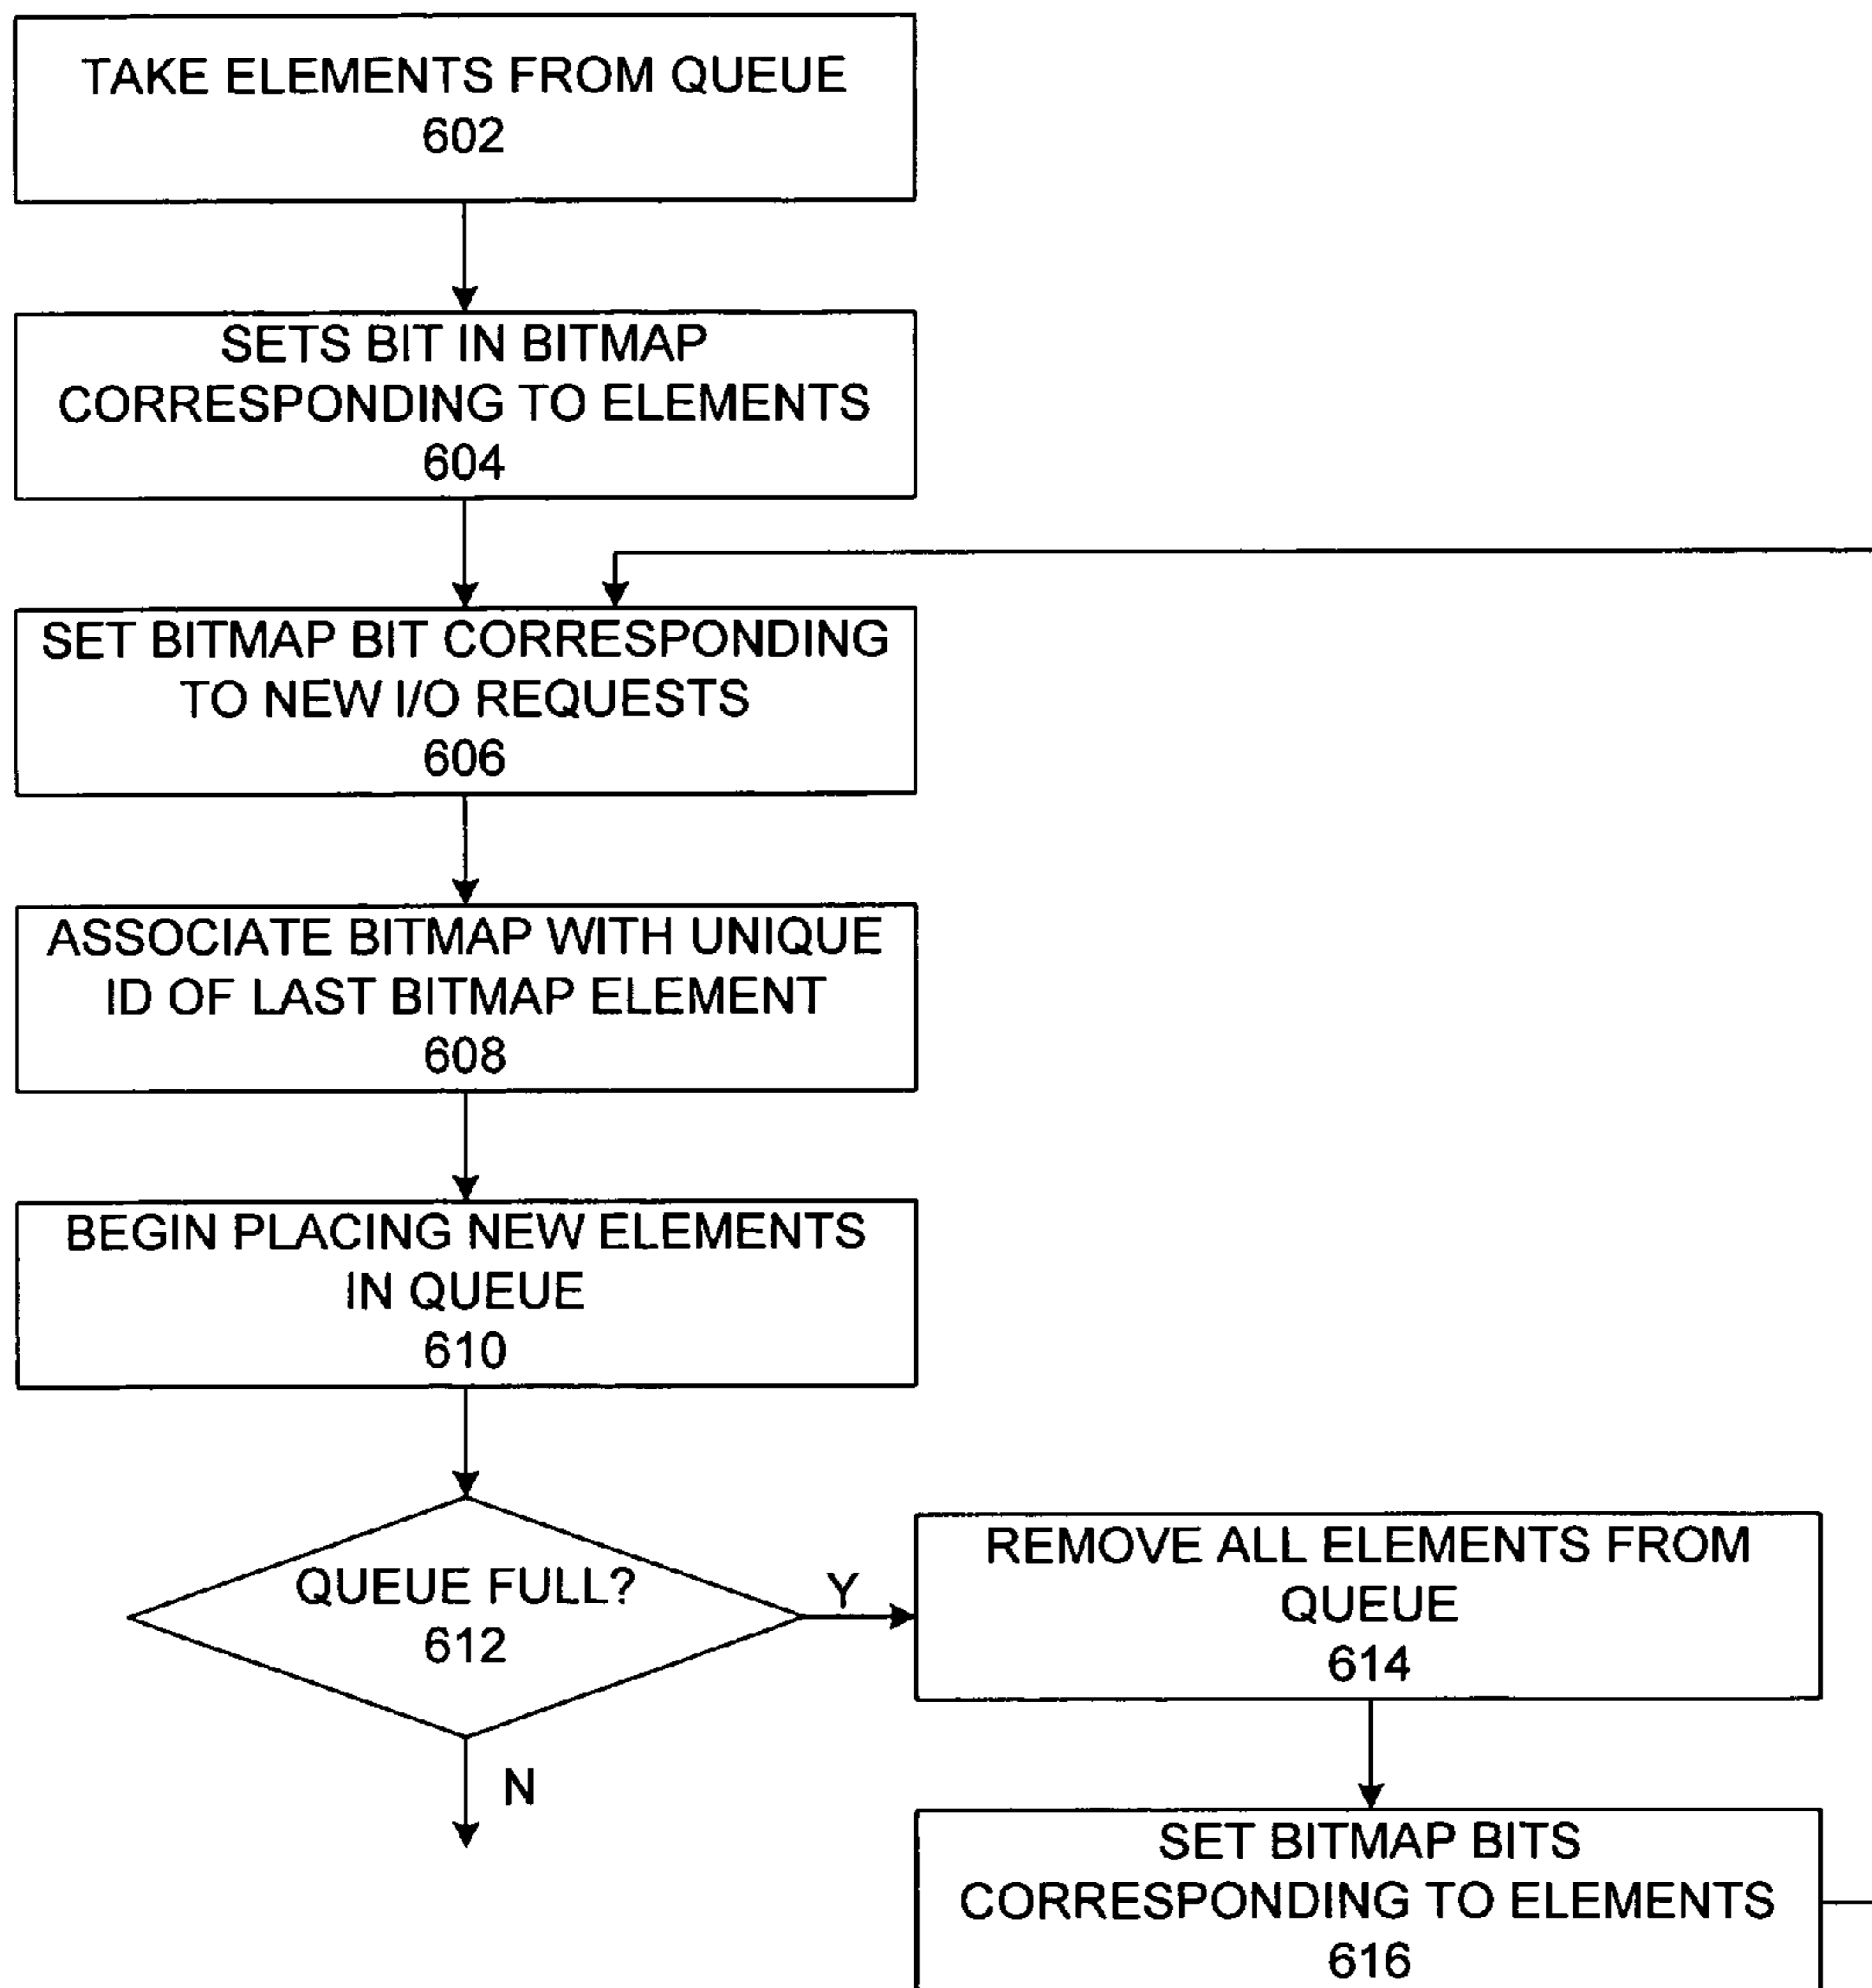 TAKE ELEMENTS FROM QUEUE
602
SETS BIT IN BITMAP
CORRESPONDING TO ELEMENTS
604
SET BITMAP BIT CORRESPONDING
TO NEW I/O REQUESTS
606
ASSOCIATE BITMAP WITH UNIQUE
ID OF LAST BITMAP ELEMENT
608
BEGIN PLACING NEW ELEMENTS
IN QUEUE
610
QUEUE FULL?
612
Y
N
REMOVE ALL ELEMENTS FROM
QUEUE
614
SET BITMAP BITS
CORRESPONDING TO ELEMENTS
616